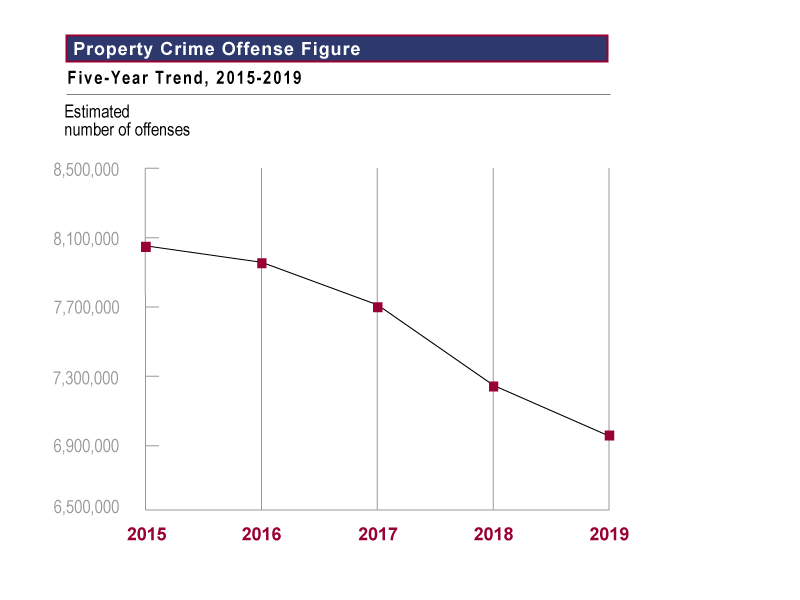 Property Crime Offense Figure
Five-Year Trend, 2015-2019
Estimated
number of offenses
8,500,000
8,100,000
7,700,000
7,300,000
6,900,000
6,500,000
2015 2016 2017 2018 2019